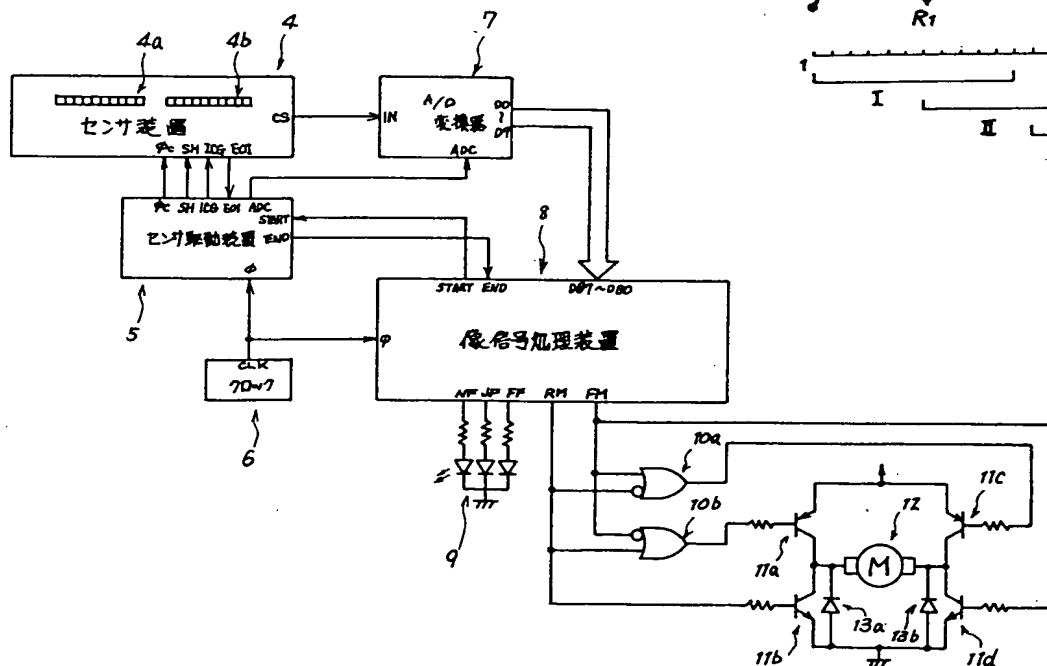 R1
1
I
II
4
4a
4b
CS
センサ装置
φc SH ICG EOI
7
A/D
変換器
IN
D0
~
D7
ADC
φc SH ICG EOI ADC
START
END
センサ駆動装置
φ
5
CLK
クロック
6
8
START END DB7~DB0
像信号処理装置
φ
NF JF FF RM FM
9
10a
10b
11a
11b
11c
11d
12
M
13a
13b